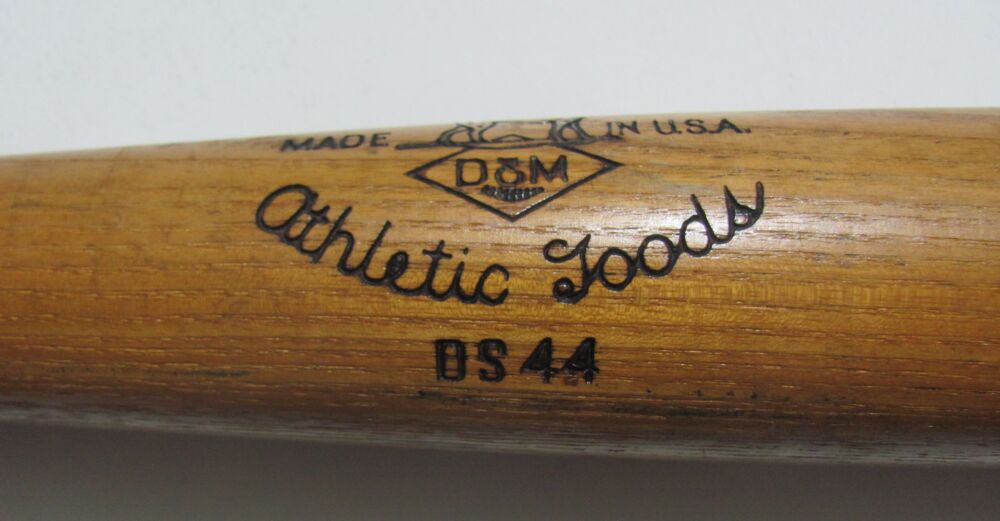 MADE IN U.S.A.
D&M
Athletic Goods
DS 44